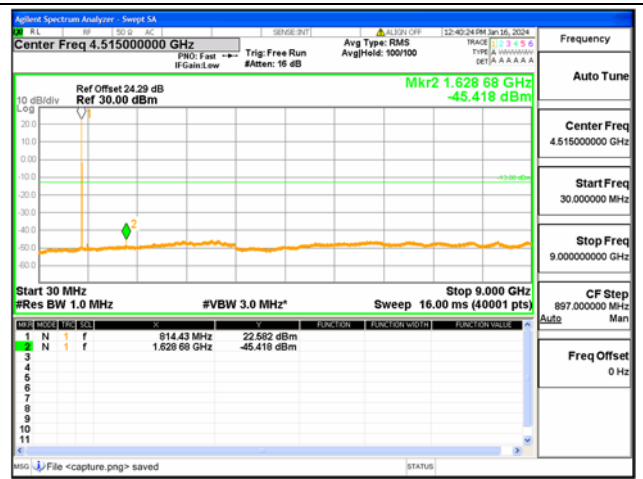 Agilent Spectrum Analyzer - Swept SA
RL RF 50 Ω AC SENSE:INT ALIGN OFF 12:40:24 PM Jan 16, 2024
Center Freq 4.515000000 GHz
PNO: Fast
IFGain:Low
Trig: Free Run
#Atten: 16 dB
Avg Type: RMS
Avg|Hold: 100/100
TRACE 1 2 3 4 5 6
TYPE A WWWWW
DET A A A A A A
Ref Offset 24.29 dB
Ref 30.00 dBm
10 dB/div
Log
Mkr2 1.628 68 GHz
-45.418 dBm
1
20.0
10.0
0.00
-10.0
-13.00 dBm
-20.0
-30.0
-40.0
2
-50.0
-60.0
Start 30 MHz
Stop 9.000 GHz
#Res BW 1.0 MHz
#VBW 3.0 MHz*
Sweep 16.00 ms (40001 pts)
MKR MODE TRC SCL X Y FUNCTION FUNCTION WIDTH FUNCTION VALUE
1 N 1 f 814.43 MHz 22.582 dBm
2 N 1 f 1.628 68 GHz -45.418 dBm
3
4
5
6
7
8
9
10
11
MSG File <capture.png> saved
STATUS
Frequency
Auto Tune
Center Freq
4.515000000 GHz
Start Freq
30.000000 MHz
Stop Freq
9.000000000 GHz
CF Step
897.000000 MHz
Auto Man
Freq Offset
0 Hz